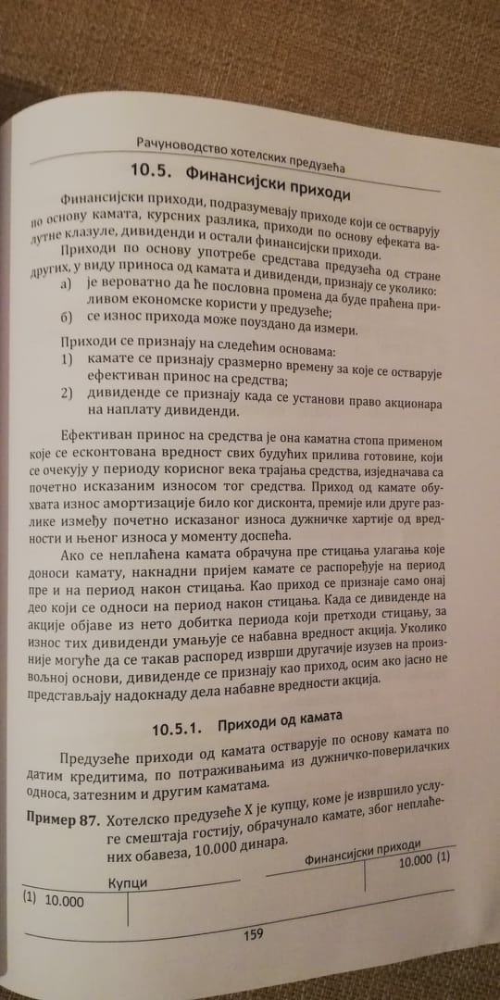 Рачуноводство хотелских предузећа
10.5. Финансијски приходи
Финансијски приходи, подразумевају приходе који се остварују
по основу камата, курсних разлика, приходи по основу ефеката ва-
лутне клаузуле, дивиденди и остали финансијски приходи.
Приходи по основу употребе средстава предузећа од стране
других, у виду приноса од камата и дивиденди, признају се уколико:
а) је вероватно да ће пословна промена да буде праћена при-
ливом економске користи у предузеће;
б) се износ прихода може поуздано да измери.
Приходи се признају на следећим основама:
1) камате се признају сразмерно времену за које се остварује
ефективан принос на средства;
2) дивиденде се признају када се установи право акционара
на наплату дивиденди.
Ефективан принос на средства је она каматна стопа применом
које се есконтована вредност свих будућих прилива готовине, који
се очекују у периоду корисног века трајања средства, изједначава са
почетно исказаним износом тог средства. Приход од камате обу-
хвата износ амортизације било ког дисконта, премије или друге раз-
лике између почетно исказаног износа дужничке хартије од вред-
ности и њеног износа у моменту доспећа.
Ако се неплаћена камата обрачуна пре стицања улагања које
доноси камату, накнадни пријем камате се распоређује на период
пре и на период након стицања. Као приход се признаје само онај
део који се односи на период након стицања. Када се дивиденде на
акције објаве из нето добитка периода који претходи стицању, за
износ тих дивиденди умањује се набавна вредност акција. Уколико
није могуће да се такав распоред изврши другачије изузев на произ-
вољној основи, дивиденде се признају као приход, осим ако јасно не
представљају надокнаду дела набавне вредности акција.
10.5.1. Приходи од камата
Предузеће приходи од камата остварује по основу камата по
датим кредитима, по потраживањима из дужничко-поверилачких
односа, затезним и другим каматама.
Пример 87. Хотелско предузеће X је купцу, коме је извршило услу-
ге смештаја гостију, обрачунало камате, због неплаће-
них обавеза, 10.000 динара.
Купци Финансијски приходи
(1) 10.000 10.000 (1)
159